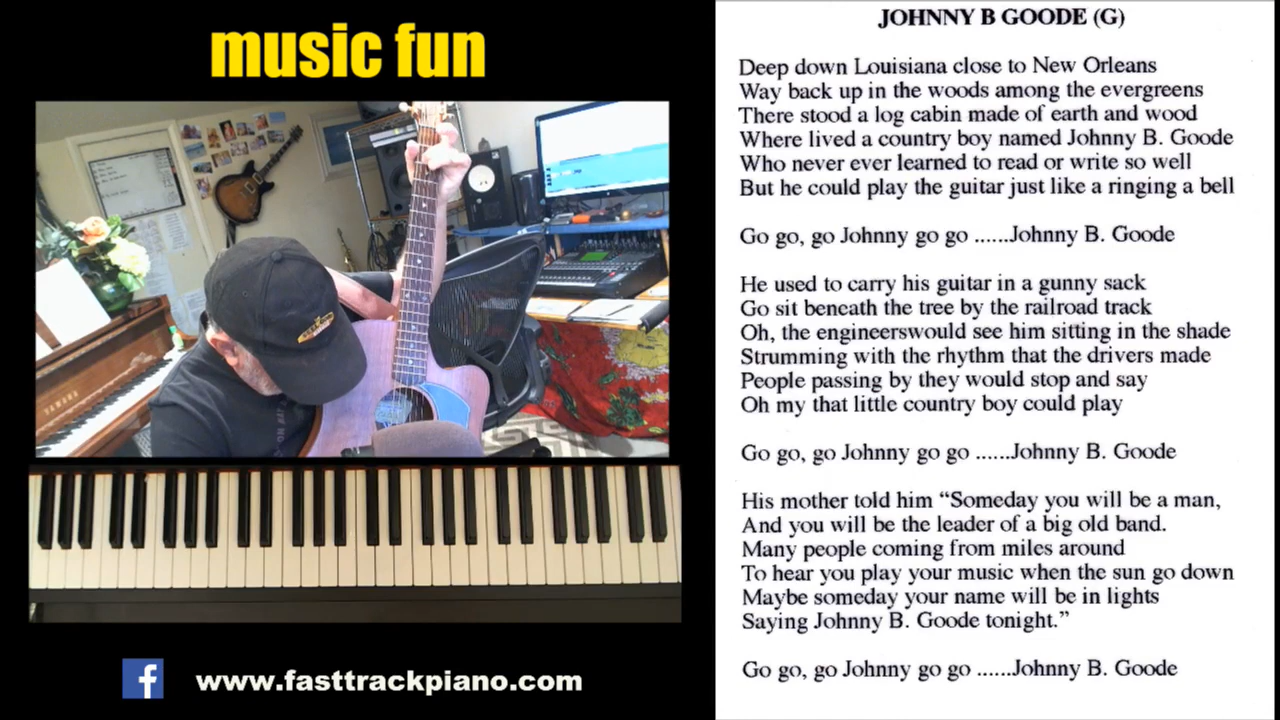 music fun
YAMAHA
www.fasttrackpiano.com
JOHNNY B GOODE (G)
Deep down Louisiana close to New Orleans
Way back up in the woods among the evergreens
There stood a log cabin made of earth and wood
Where lived a country boy named Johnny B. Goode
Who never ever learned to read or write so well
But he could play the guitar just like a ringing a bell
Go go, go Johnny go go ......Johnny B. Goode
He used to carry his guitar in a gunny sack
Go sit beneath the tree by the railroad track
Oh, the engineerswould see him sitting in the shade
Strumming with the rhythm that the drivers made
People passing by they would stop and say
Oh my that little country boy could play
Go go, go Johnny go go ......Johnny B. Goode
His mother told him “Someday you will be a man,
And you will be the leader of a big old band.
Many people coming from miles around
To hear you play your music when the sun go down
Maybe someday your name will be in lights
Saying Johnny B. Goode tonight.”
Go go, go Johnny go go ......Johnny B. Goode